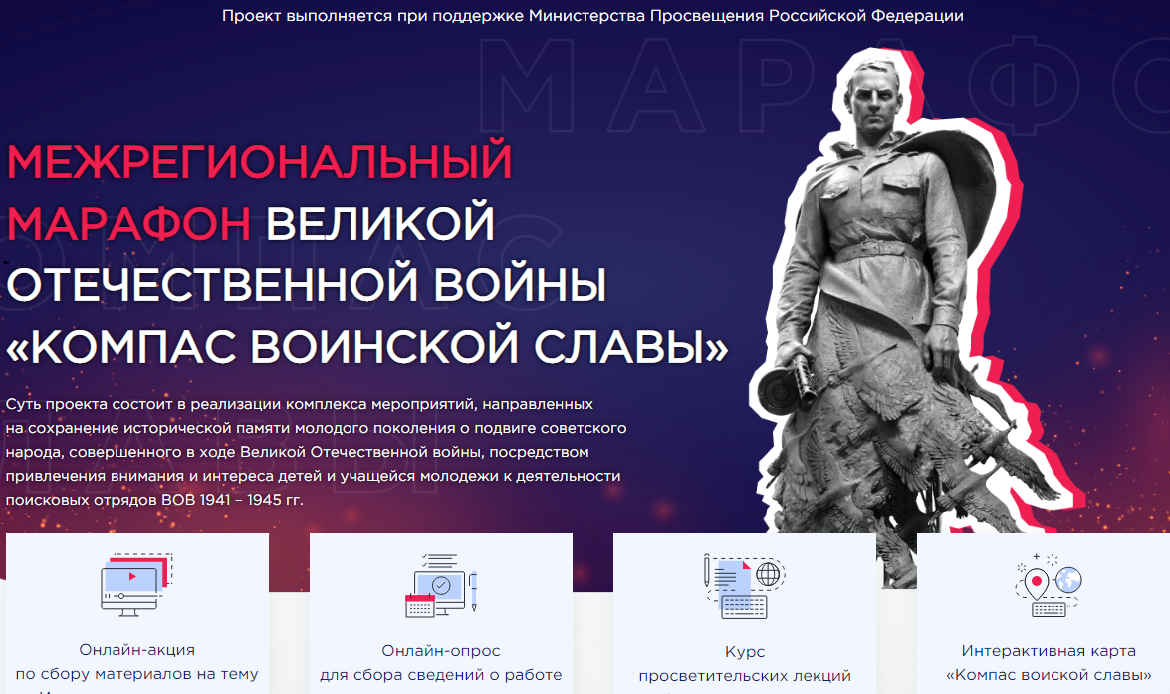 Проект выполняется при поддержке Министерства Просвещения Российской Федерации
МАРАФО
МЕЖРЕГИОНАЛЬНЫЙ
МАРАФОН ВЕЛИКОЙ
ОТЕЧЕСТВЕННОЙ ВОЙНЫ
«КОМПАС ВОИНСКОЙ СЛАВЫ»
ОМПАС
ЛАВЫ
Суть проекта состоит в реализации комплекса мероприятий, направленных
на сохранение исторической памяти молодого поколения о подвиге советского
народа, совершенного в ходе Великой Отечественной войны, посредством
привлечения внимания и интереса детей и учащейся молодежи к деятельности
поисковых отрядов ВОВ 1941 – 1945 гг.
Онлайн-акция
по сбору материалов на тему
Онлайн-опрос
для сбора сведений о работе
Курс
просветительских лекций
Интерактивная карта
«Компас воиской славы»